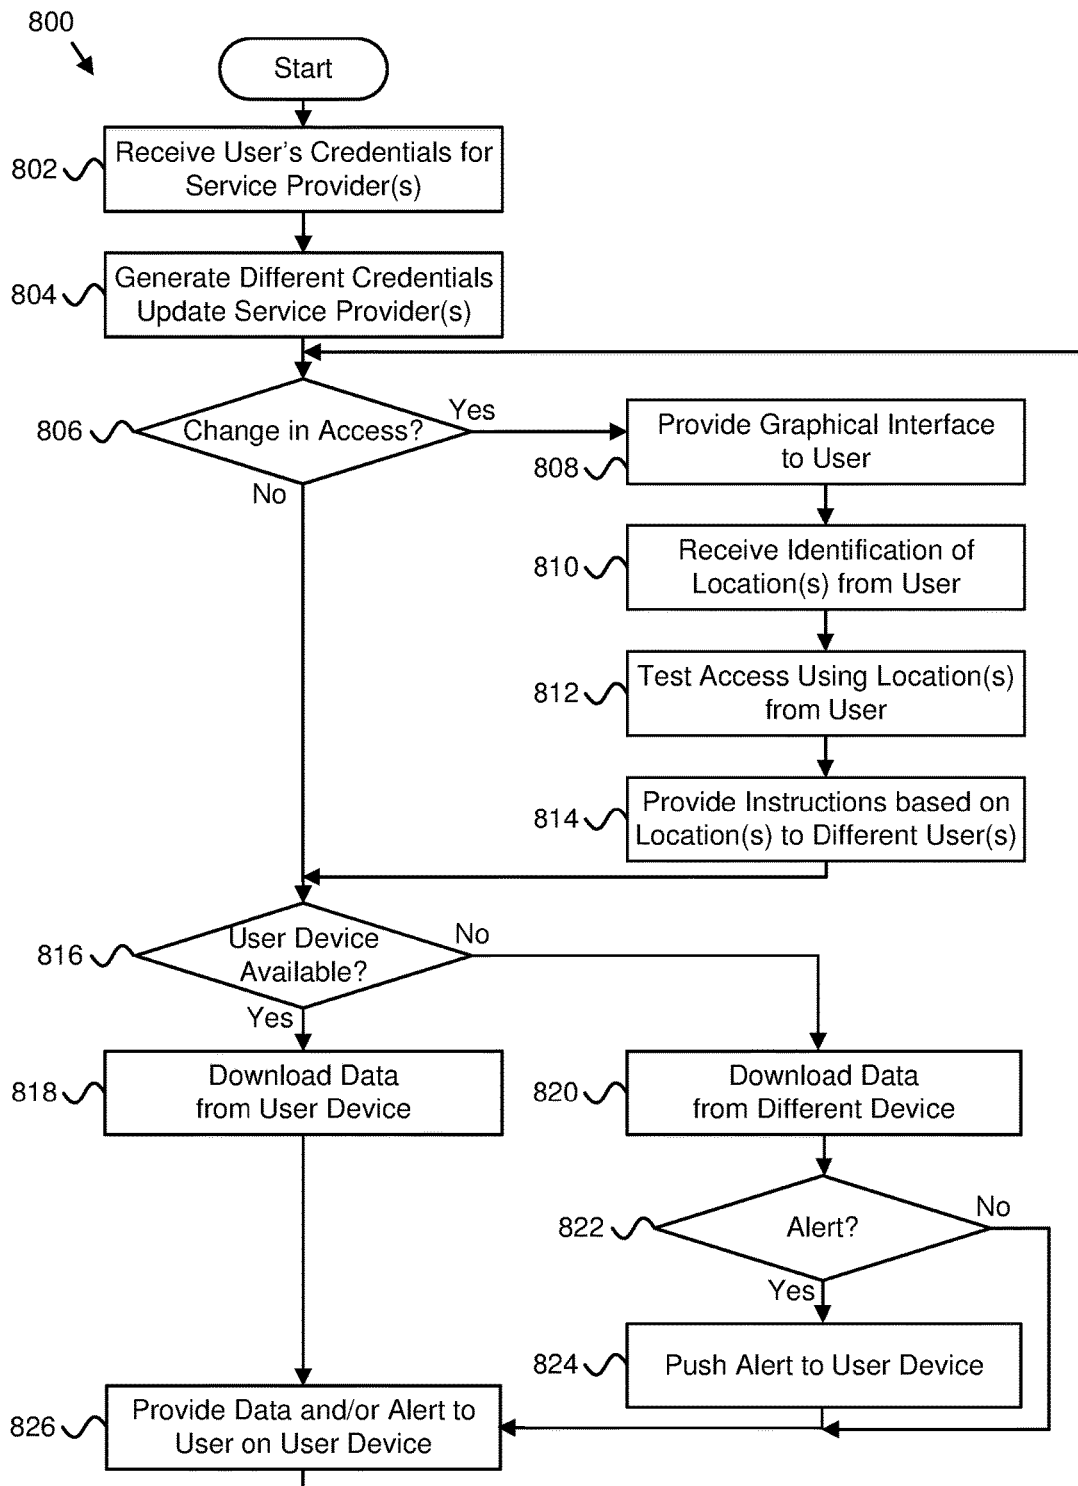 800
Start
802
Receive User's Credentials for
Service Provider(s)
804
Generate Different Credentials
Update Service Provider(s)
806
Change in Access?
Yes
No
808
Provide Graphical Interface
to User
810
Receive Identification of
Location(s) from User
812
Test Access Using Location(s)
from User
814
Provide Instructions based on
Location(s) to Different User(s)
816
User Device
Available?
No
Yes
818
Download Data
from User Device
820
Download Data
from Different Device
822
Alert?
No
Yes
824
Push Alert to User Device
826
Provide Data and/or Alert to
User on User Device